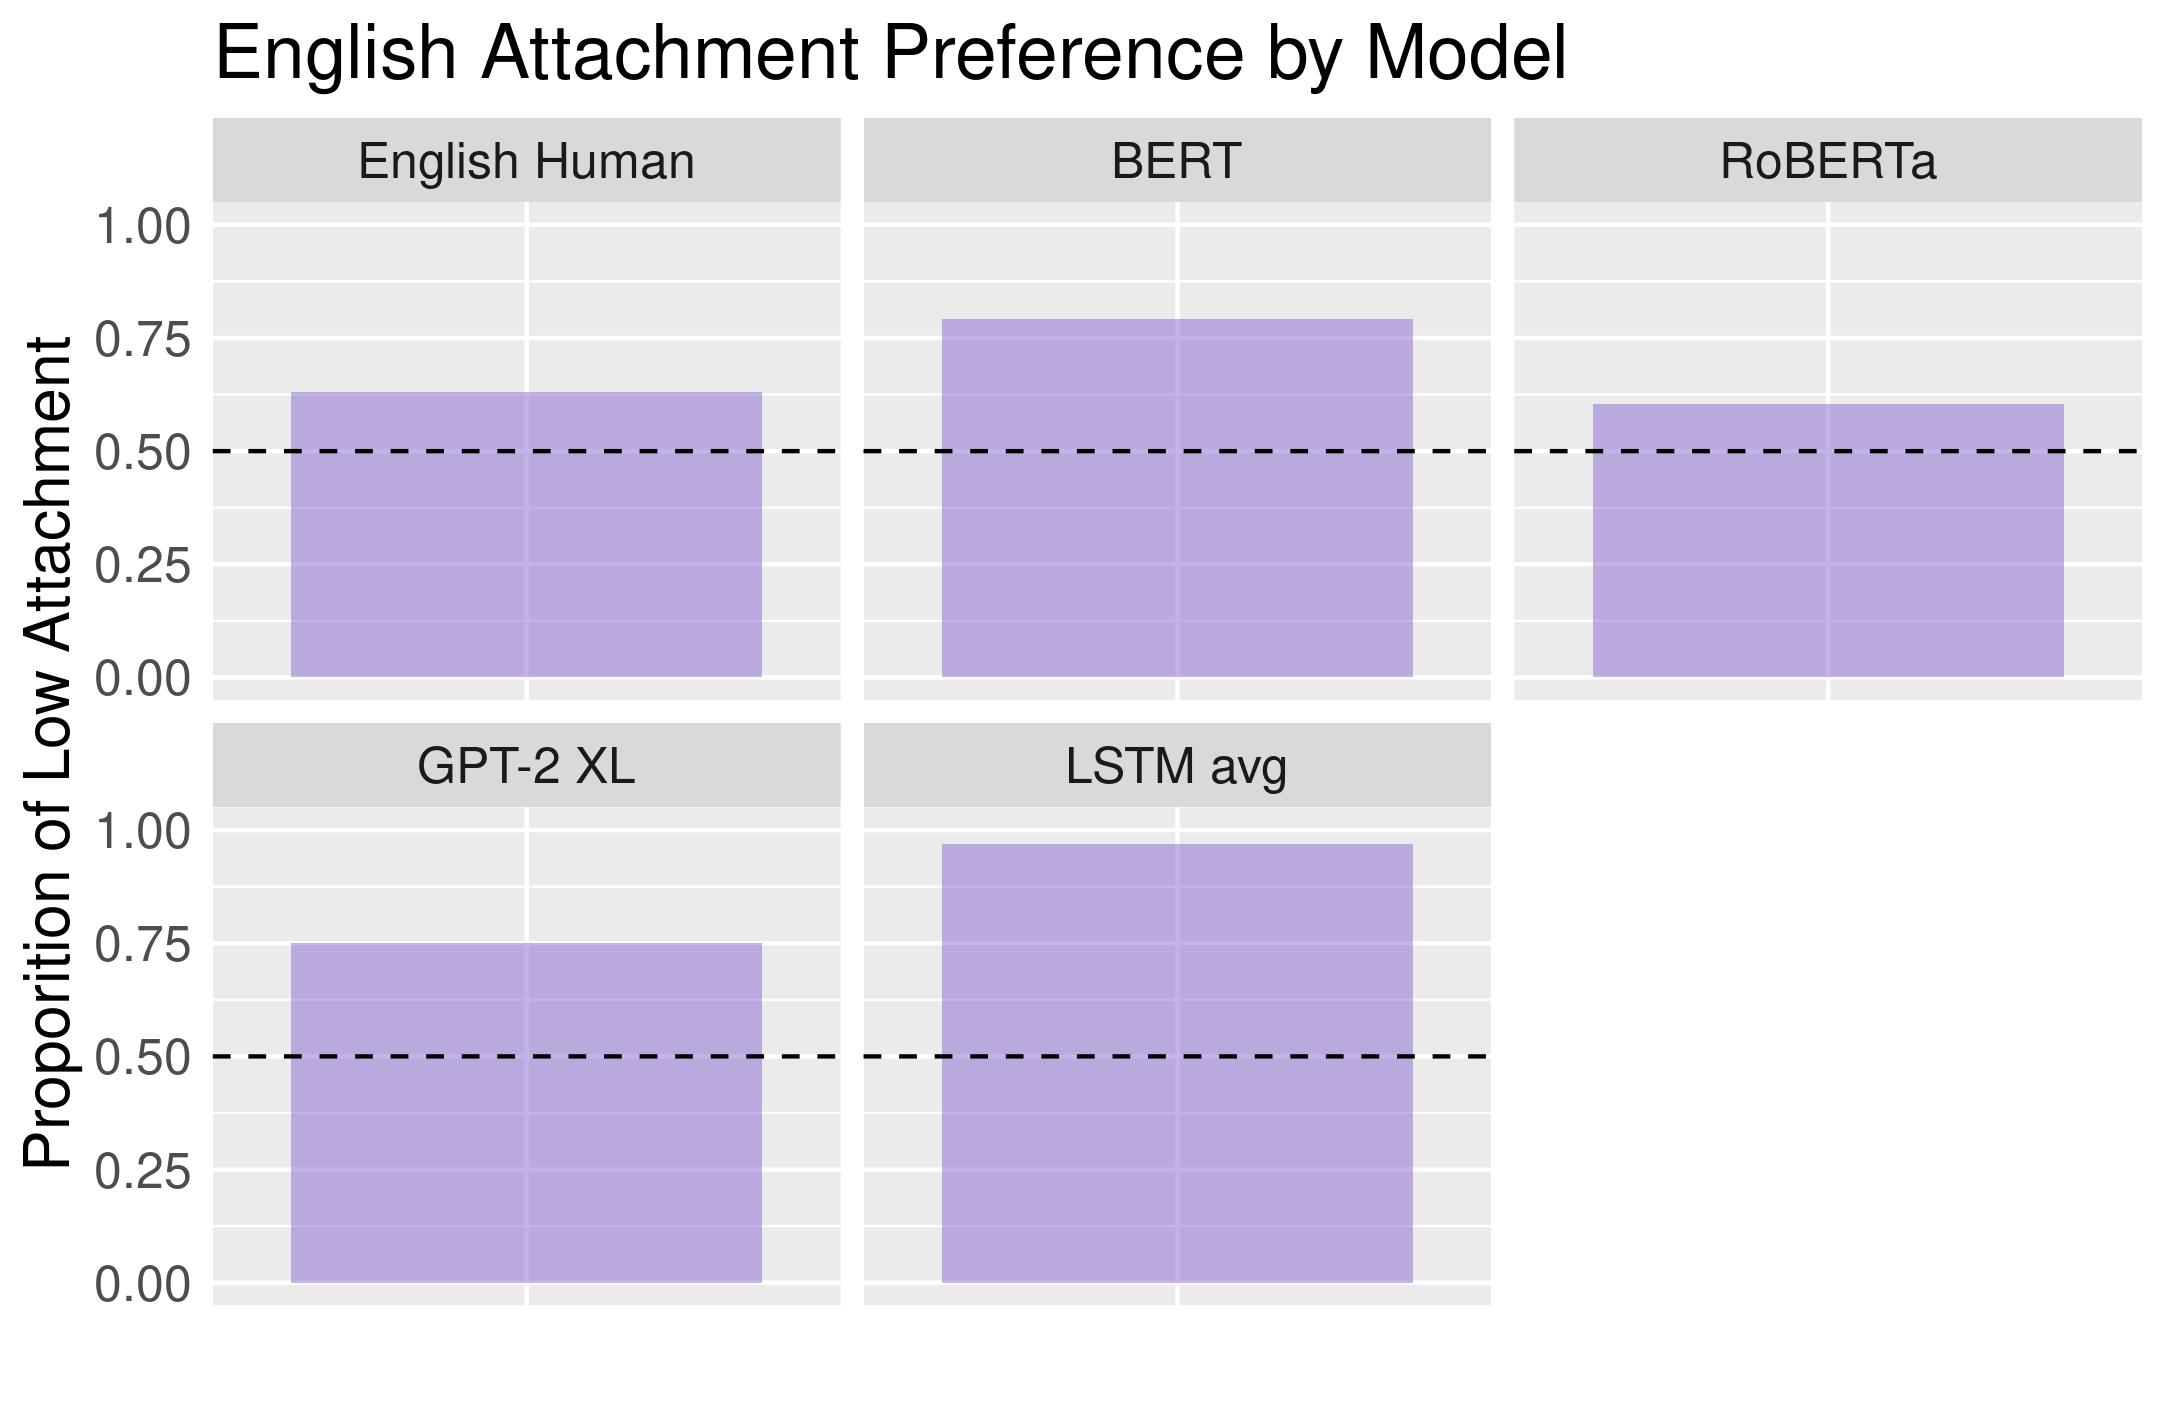 English Attachment Preference by Model
Proporition of Low Attachment
English Human
BERT
RoBERTa
1.00
0.75
0.50
0.25
0.00
GPT-2 XL
LSTM avg
1.00
0.75
0.50
0.25
0.00